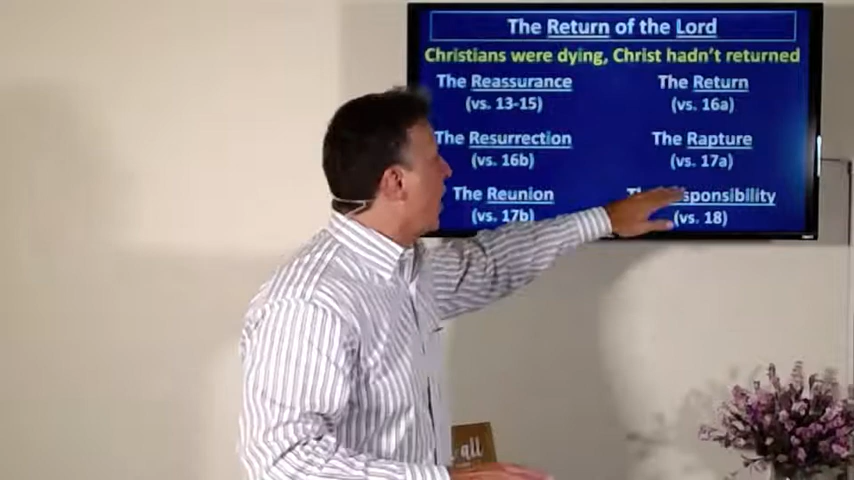 The Return of the Lord
Christians were dying, Christ hadn't returned
The Reassurance
(vs. 13-15)
The Return
(vs. 16a)
The Resurrection
(vs. 16b)
The Rapture
(vs. 17a)
The Reunion
(vs. 17b)
(vs. 18)
all